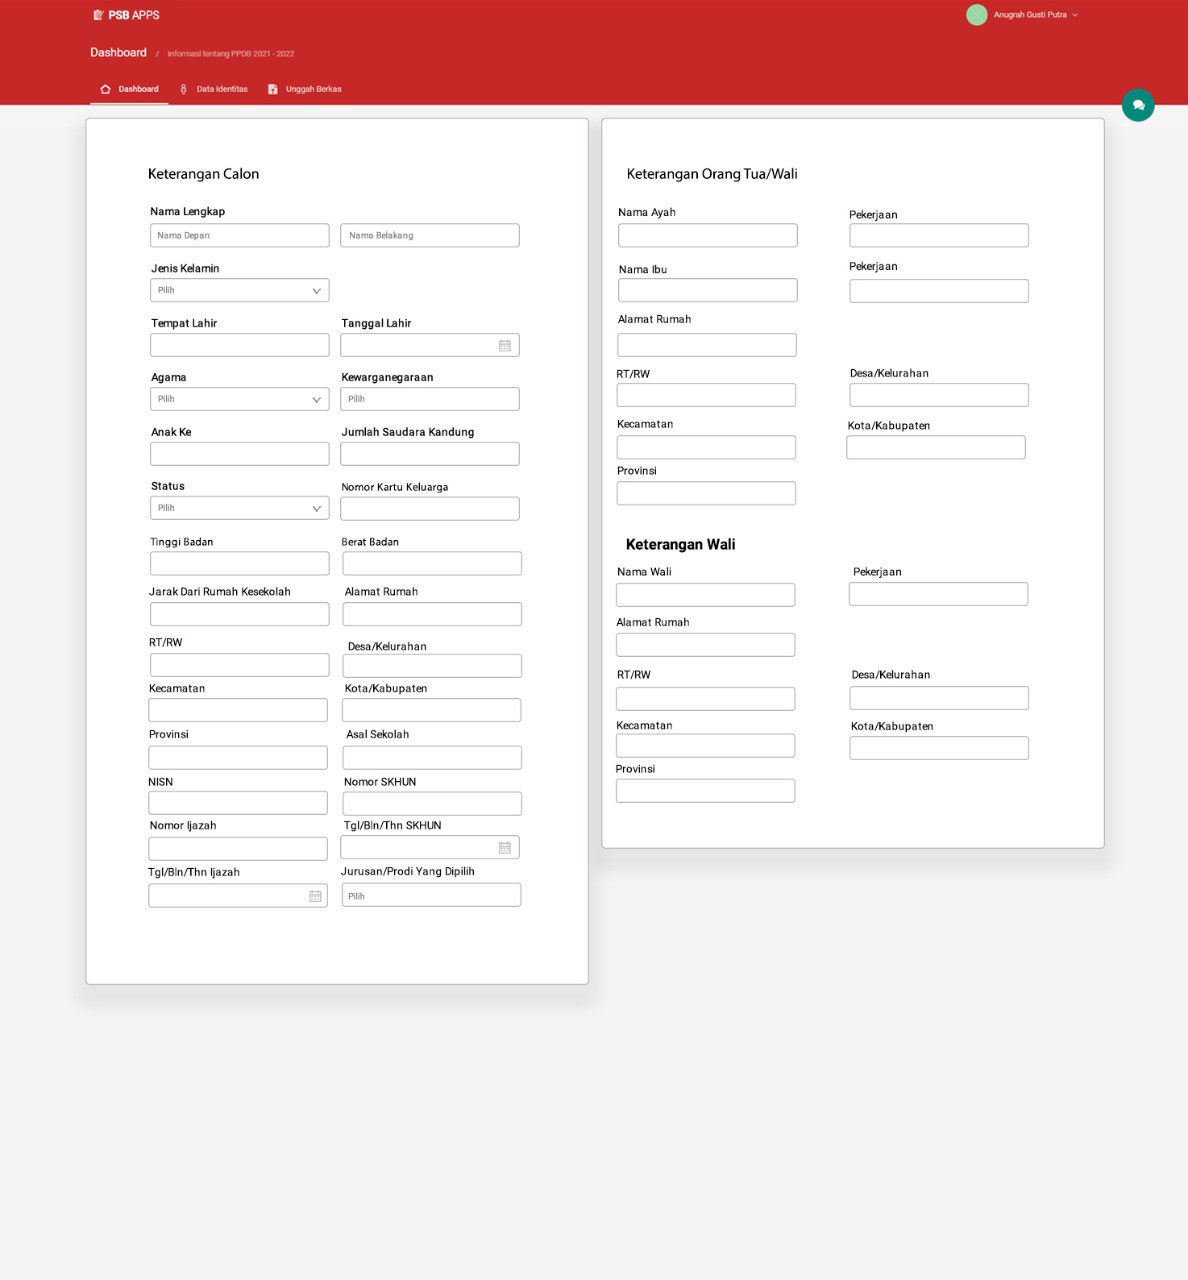 PSB APPS
Anugrah Gusti Putra
Dashboard / Informasi tentang PPDB 2021 - 2022
Dashboard Data Identitas Unggah Berkas
Keterangan Calon
Nama Lengkap
Nama Depan Nama Belakang
Jenis Kelamin
Pilih
Tempat Lahir Tanggal Lahir
Agama Kewarganegaraan
Pilih Pilih
Anak Ke Jumlah Saudara Kandung
Status Nomor Kartu Keluarga
Pilih
Tinggi Badan Berat Badan
Jarak Dari Rumah Kesekolah Alamat Rumah
RT/RW Desa/Kelurahan
Kecamatan Kota/Kabupaten
Provinsi Asal Sekolah
NISN Nomor SKHUN
Nomor Ijazah Tgl/Bln/Thn SKHUN
Tgl/Bln/Thn Ijazah Jurusan/Prodi Yang Dipilih
Pilih
Keterangan Orang Tua/Wali
Nama Ayah Pekerjaan
Nama Ibu Pekerjaan
Alamat Rumah
RT/RW Desa/Kelurahan
Kecamatan Kota/Kabupaten
Provinsi
Keterangan Wali
Nama Wali Pekerjaan
Alamat Rumah
RT/RW Desa/Kelurahan
Kecamatan Kota/Kabupaten
Provinsi